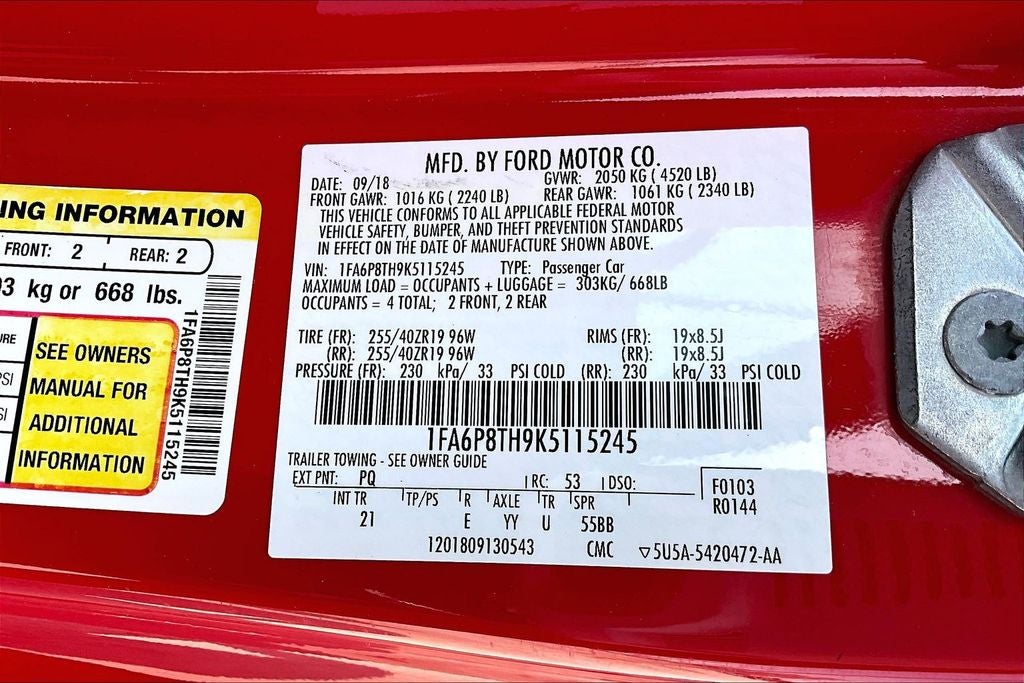 NG INFORMATION
FRONT: 2 REAR: 2
3 kg or 668 lbs.
SEE OWNERS
MANUAL FOR
ADDITIONAL
INFORMATION
1FA6P8TH9K5115245
MFD. BY FORD MOTOR CO.
DATE: 09/18 GVWR: 2050 KG ( 4520 LB)
FRONT GAWR: 1016 KG ( 2240 LB) REAR GAWR: 1061 KG ( 2340 LB)
THIS VEHICLE CONFORMS TO ALL APPLICABLE FEDERAL MOTOR
VEHICLE SAFETY, BUMPER, AND THEFT PREVENTION STANDARDS
IN EFFECT ON THE DATE OF MANUFACTURE SHOWN ABOVE.
VIN: 1FA6P8TH9K5115245 TYPE: Passenger Car
MAXIMUM LOAD = OCCUPANTS + LUGGAGE = 303KG/ 668LB
OCCUPANTS = 4 TOTAL; 2 FRONT, 2 REAR
TIRE (FR): 255/40ZR19 96W RIMS (FR): 19x8.5J
(RR): 255/40ZR19 96W (RR): 19x8.5J
PRESSURE (FR): 230 kPa/ 33 PSI COLD (RR): 230 kPa/ 33 PSI COLD
1FA6P8TH9K5115245
TRAILER TOWING - SEE OWNER GUIDE
EXT PNT: PQ RC: 53 DSO: F0103
R0144
INT TR TP/PS R AXLE TR SPR
21 E YY U 55BB
1201809130543 CMC ▽5U5A-5420472-AA